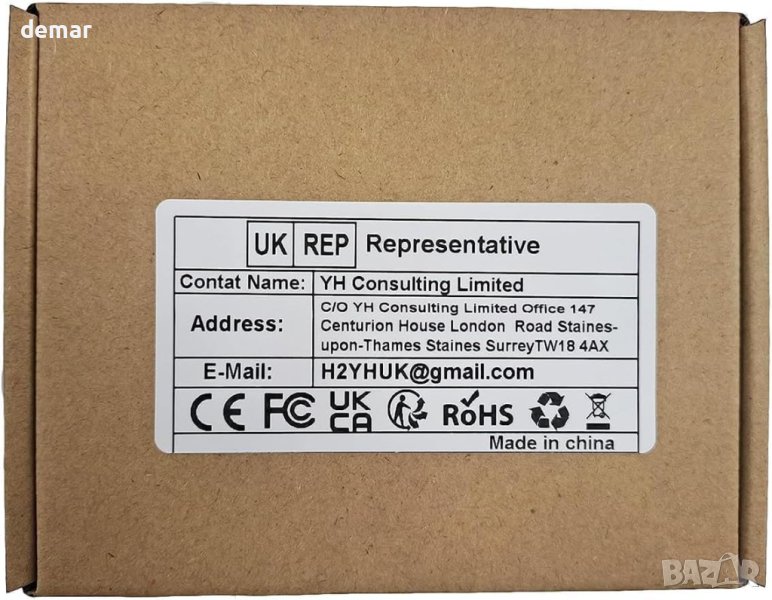 demar
UK REP Representative
Contat Name: YH Consulting Limited
Address: C/O YH Consulting Limited Office 147
Centurion House London Road Staines-
upon-Thames Staines SurreyTW18 4AX
E-Mail: H2YHUK@gmail.com
CE FC UK CA RoHS
Made in china
BAZAR